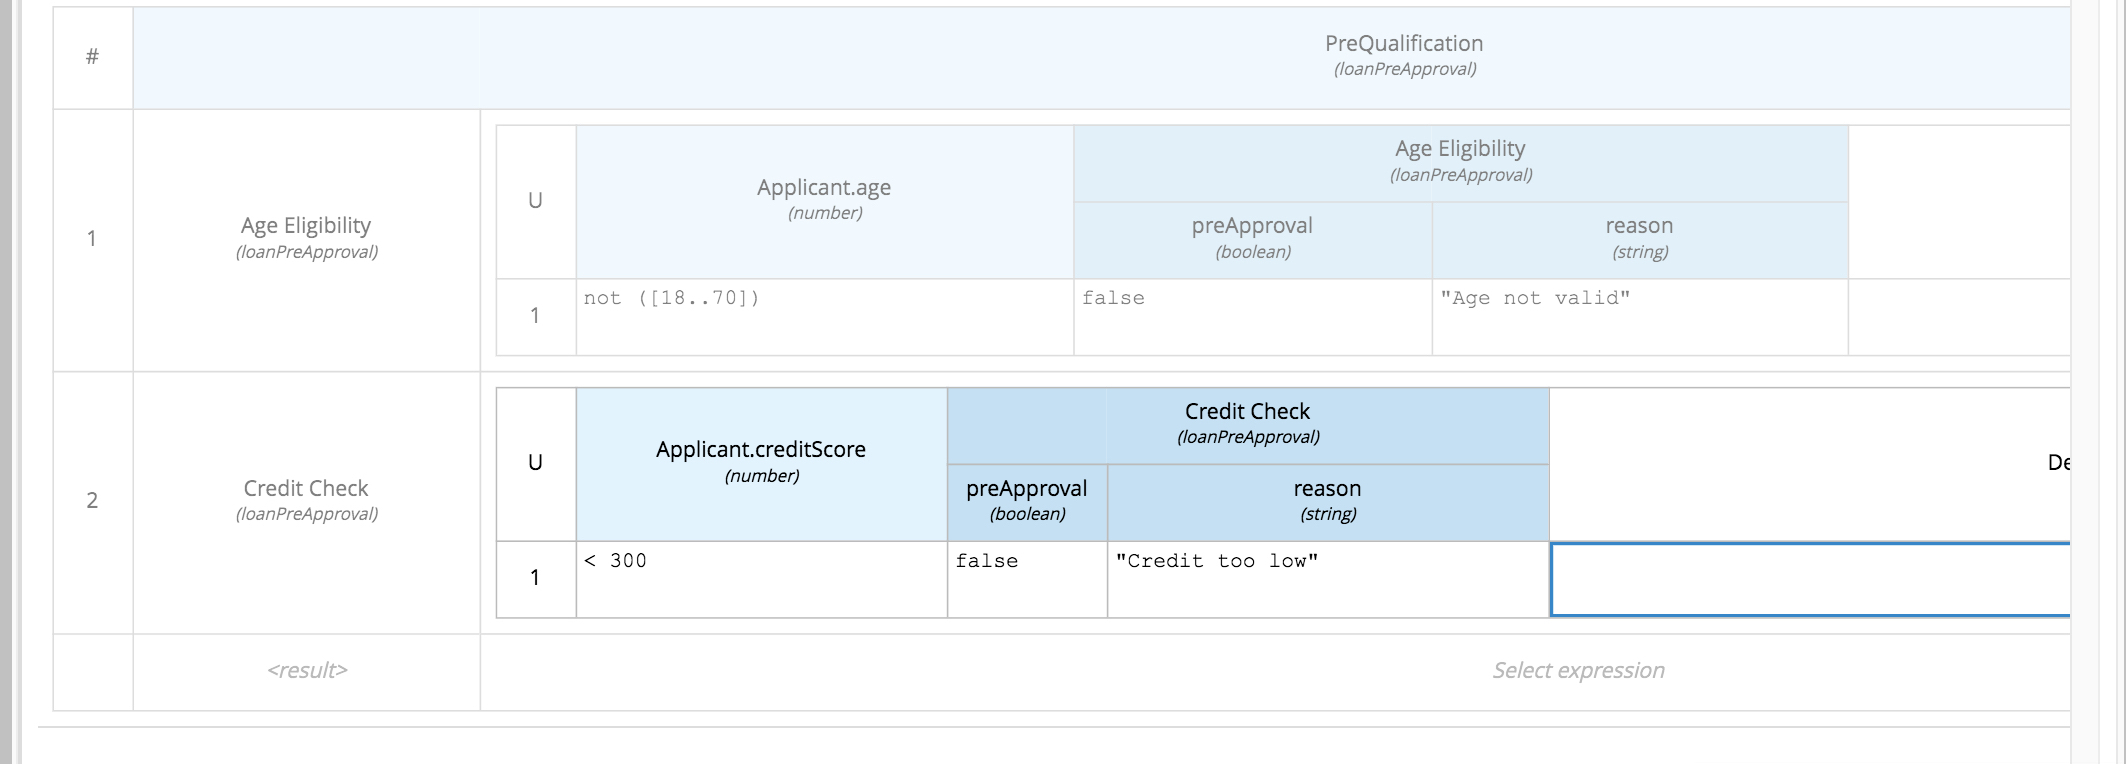 #
PreQualification
(loanPreApproval)
1
Age Eligibility
(loanPreApproval)
U
Applicant.age
(number)
Age Eligibility
(loanPreApproval)
preApproval
(boolean)
reason
(string)
1
not ([18..70])
false
"Age not valid"
2
Credit Check
(loanPreApproval)
U
Applicant.creditScore
(number)
Credit Check
(loanPreApproval)
preApproval
(boolean)
reason
(string)
De
1
< 300
false
"Credit too low"
<result>
Select expression